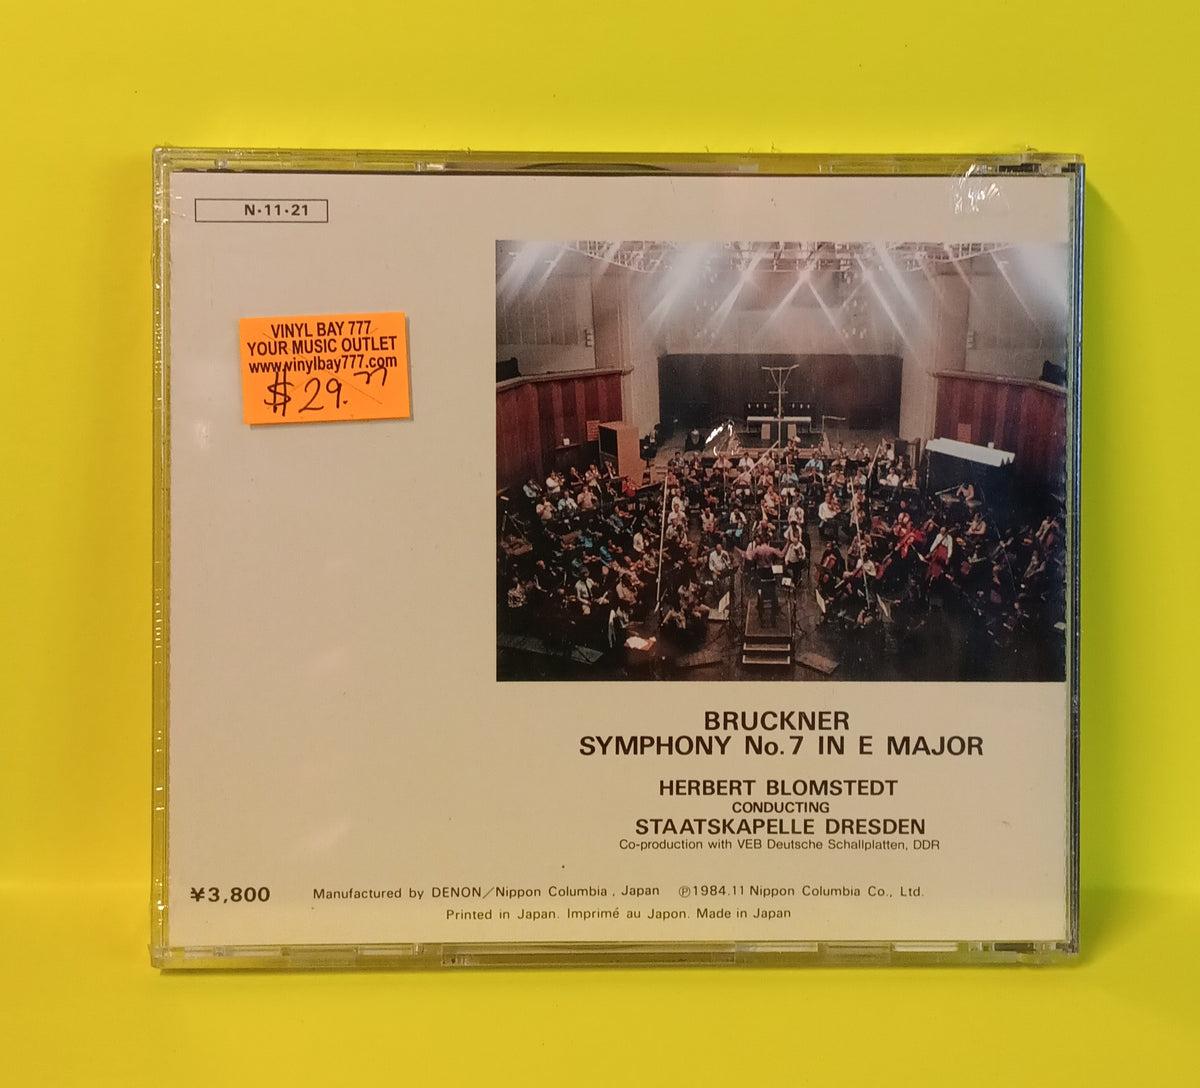 N·11·21
VINYL BAY 777
YOUR MUSIC OUTLET
www.vinylbay777.com
$29.77
BRUCKNER
SYMPHONY No.7 IN E MAJOR
HERBERT BLOMSTEDT
CONDUCTING
STAATSKAPELLE DRESDEN
Co-production with VEB Deutsche Schallplatten, DDR
¥3,800 Manufactured by DENON/Nippon Columbia, Japan ℗1984.11 Nippon Columbia Co., Ltd.
Printed in Japan. Imprimé au Japon. Made in Japan